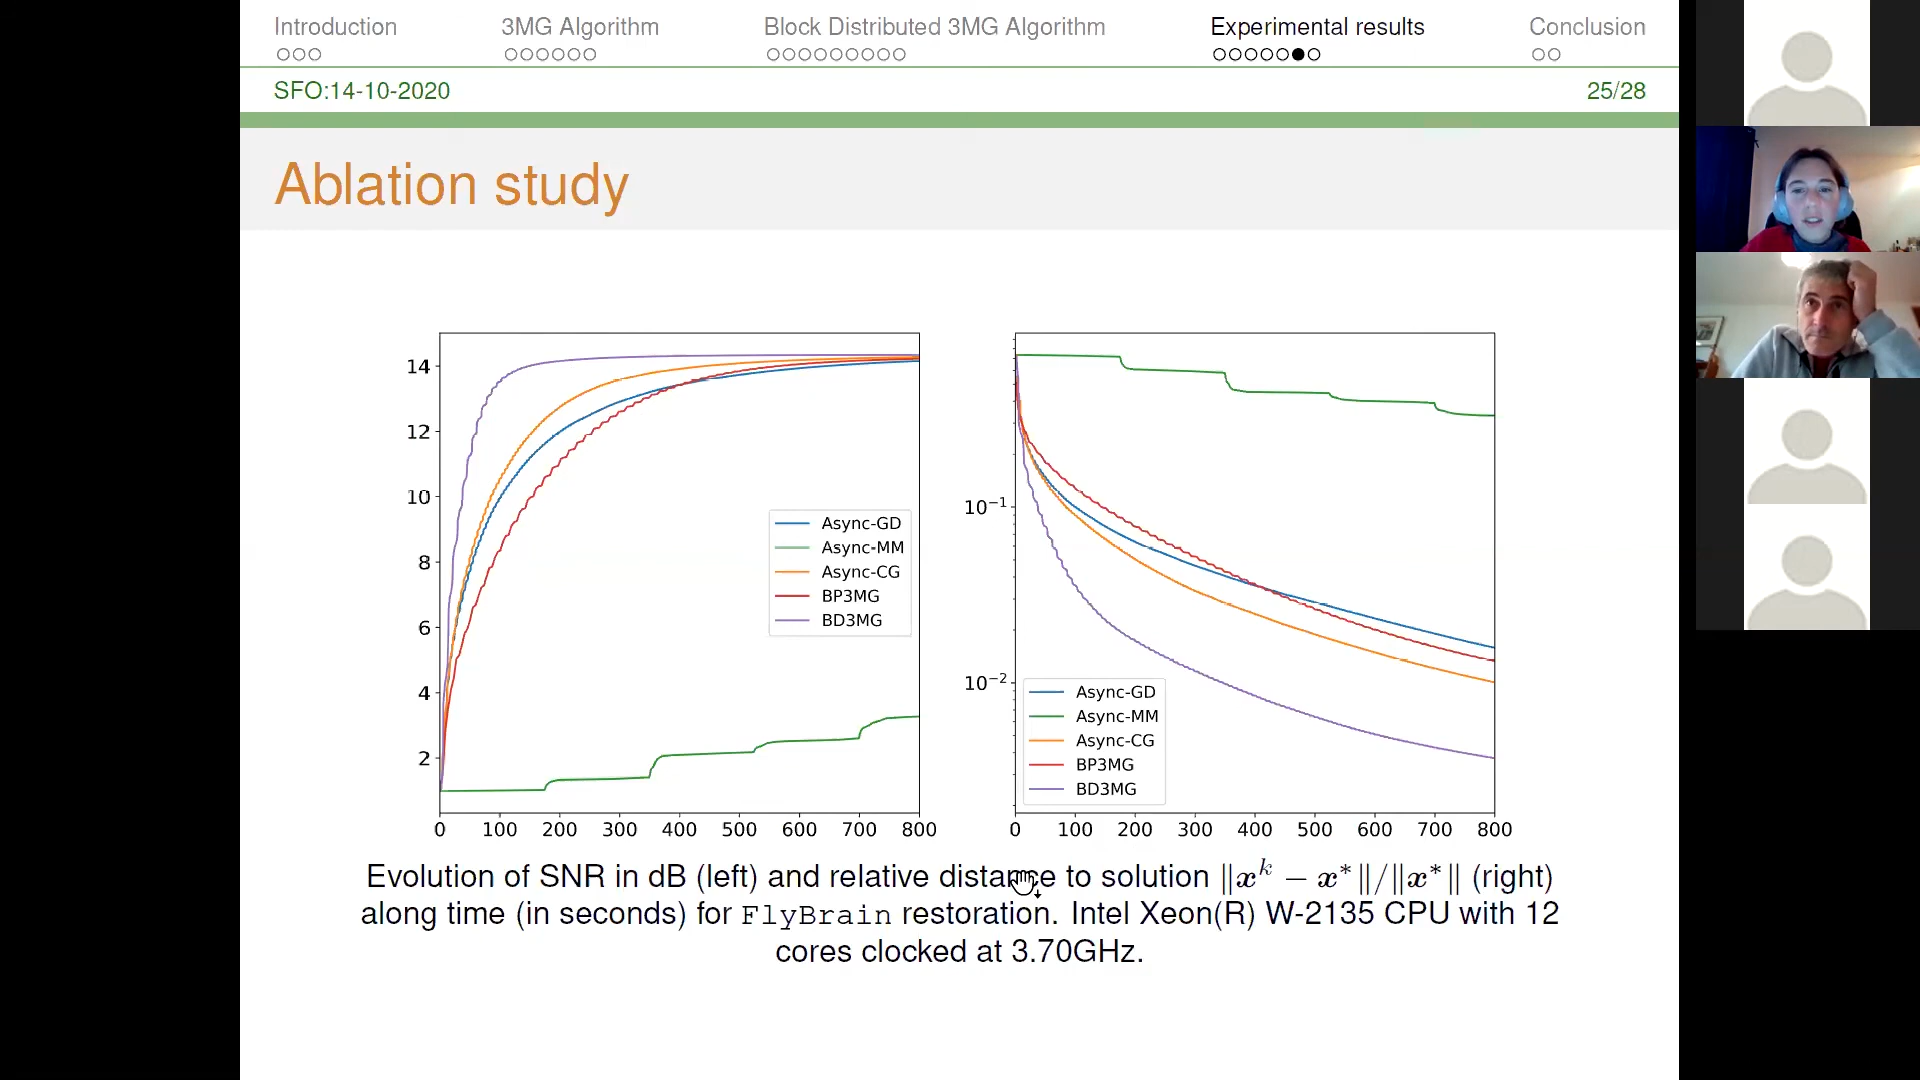 Introduction 3MG Algorithm Block Distributed 3MG Algorithm Experimental results Conclusion
SFO:14-10-2020 25/28
Ablation study
14
12
10
8
6
4
2
0 100 200 300 400 500 600 700 800
Async-GD
Async-MM
Async-CG
BP3MG
BD3MG
10⁻¹
10⁻²
0 100 200 300 400 500 600 700 800
Async-GD
Async-MM
Async-CG
BP3MG
BD3MG
Evolution of SNR in dB (left) and relative distance to solution ‖xᵏ − x*‖/‖x*‖ (right)
along time (in seconds) for FlyBrain restoration. Intel Xeon(R) W-2135 CPU with 12
cores clocked at 3.70GHz.